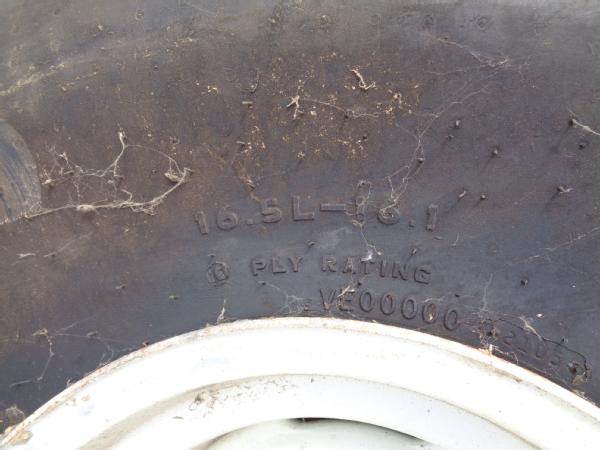 16.5L-16.1
PLY RATING
VE00000